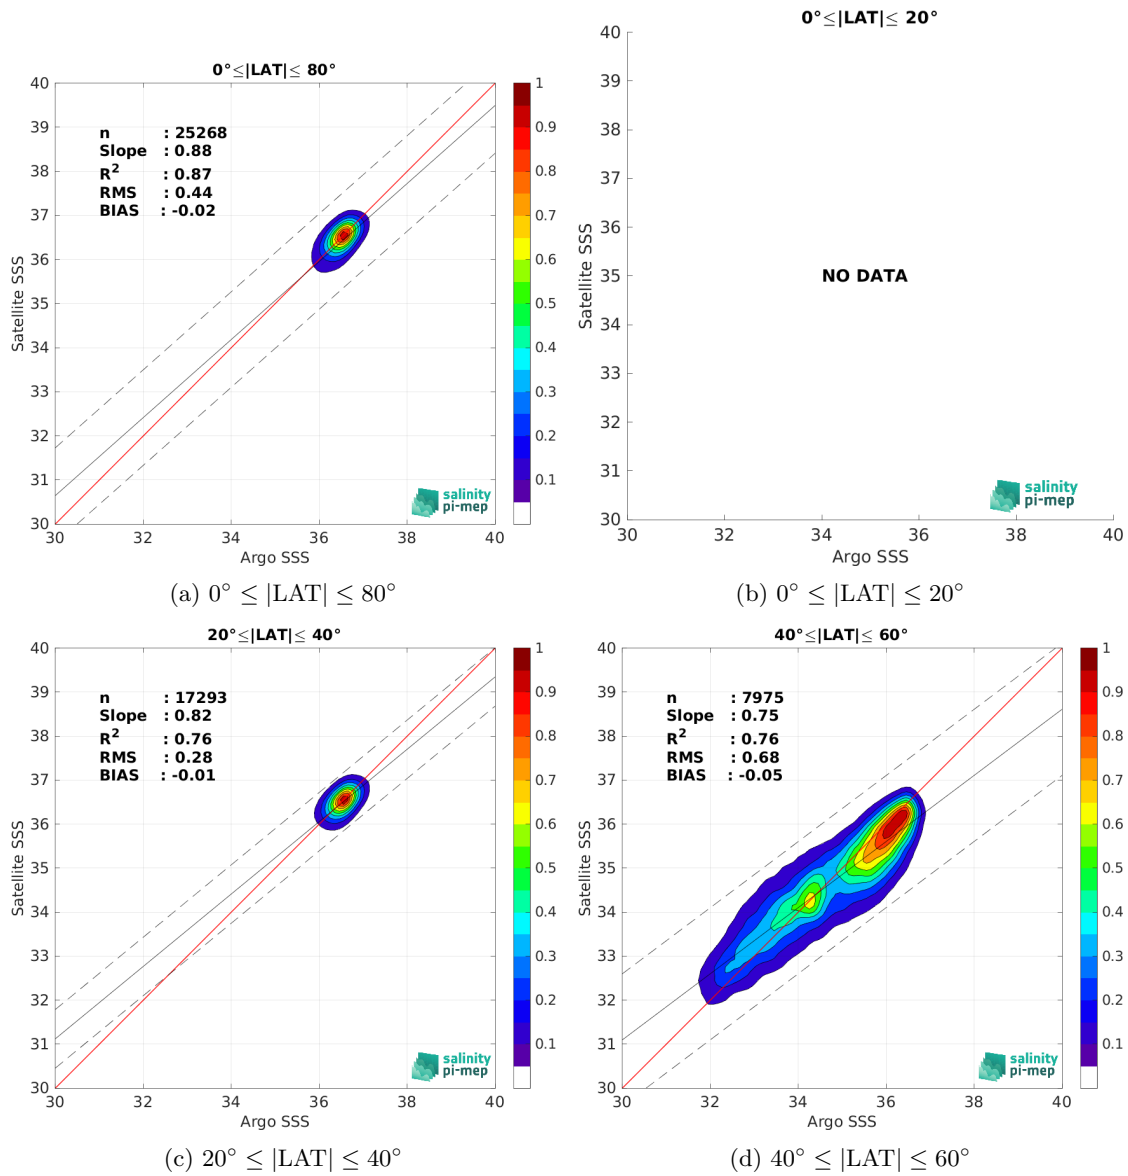 0°≤|LAT|≤ 80°
40
39
38
37
36
35
34
33
32
31
30
Satellite SSS
n : 25268
Slope : 0.88
R² : 0.87
RMS : 0.44
BIAS : -0.02
salinity
pi-mep
30 32 34 36 38 40
Argo SSS
1
0.9
0.8
0.7
0.6
0.5
0.4
0.3
0.2
0.1
(a) 0° ≤ |LAT| ≤ 80°
0°≤|LAT|≤ 20°
40
39
38
37
36
35
34
33
32
31
30
Satellite SSS
NO DATA
salinity
pi-mep
30 32 34 36 38 40
Argo SSS
(b) 0° ≤ |LAT| ≤ 20°
20°≤|LAT|≤ 40°
40
39
38
37
36
35
34
33
32
31
30
Satellite SSS
n : 17293
Slope : 0.82
R² : 0.76
RMS : 0.28
BIAS : -0.01
salinity
pi-mep
30 32 34 36 38 40
Argo SSS
1
0.9
0.8
0.7
0.6
0.5
0.4
0.3
0.2
0.1
(c) 20° ≤ |LAT| ≤ 40°
40°≤|LAT|≤ 60°
40
39
38
37
36
35
34
33
32
31
30
Satellite SSS
n : 7975
Slope : 0.75
R² : 0.76
RMS : 0.68
BIAS : -0.05
salinity
pi-mep
30 32 34 36 38 40
Argo SSS
1
0.9
0.8
0.7
0.6
0.5
0.4
0.3
0.2
0.1
(d) 40° ≤ |LAT| ≤ 60°